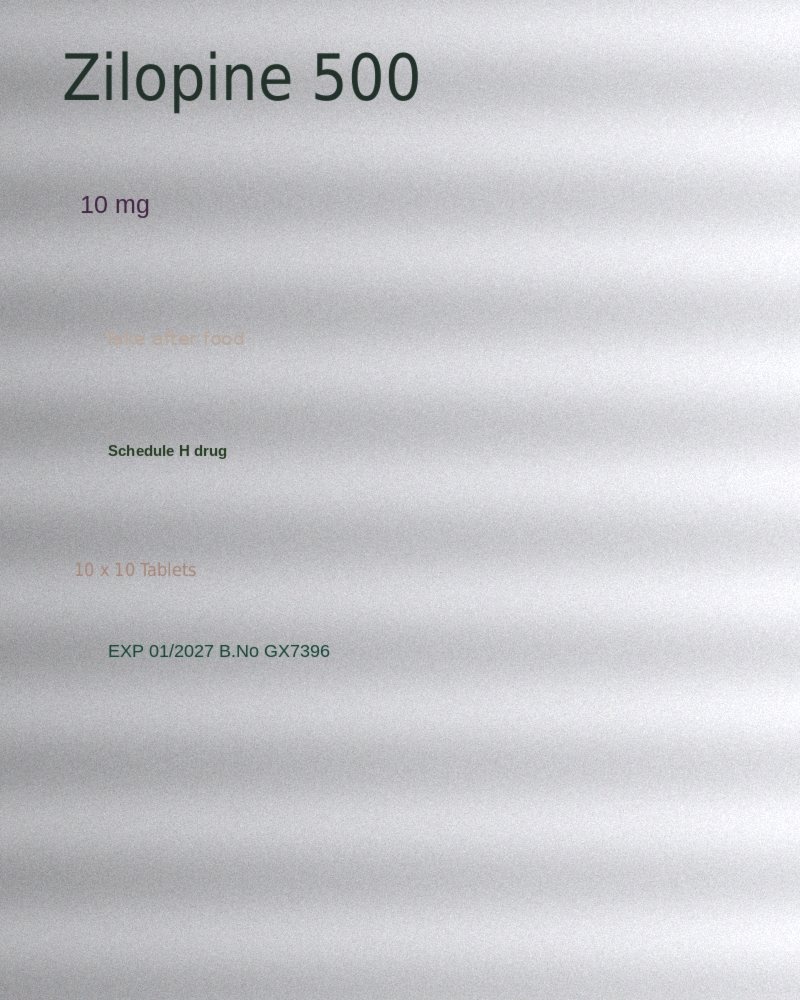 Zilopine 500
10 mg
Take after food
Schedule H drug
10 x 10 Tablets
EXP 01/2027 B.No GX7396